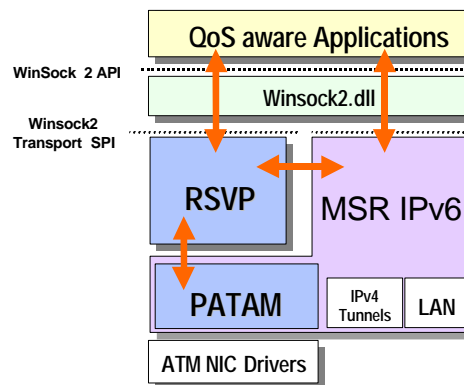 QoS aware Applications
WinSock 2 API
Winsock2.dll
Winsock2
Transport SPI
RSVP
MSR IPv6
PATAM
IPv4
Tunnels
LAN
ATM NIC Drivers